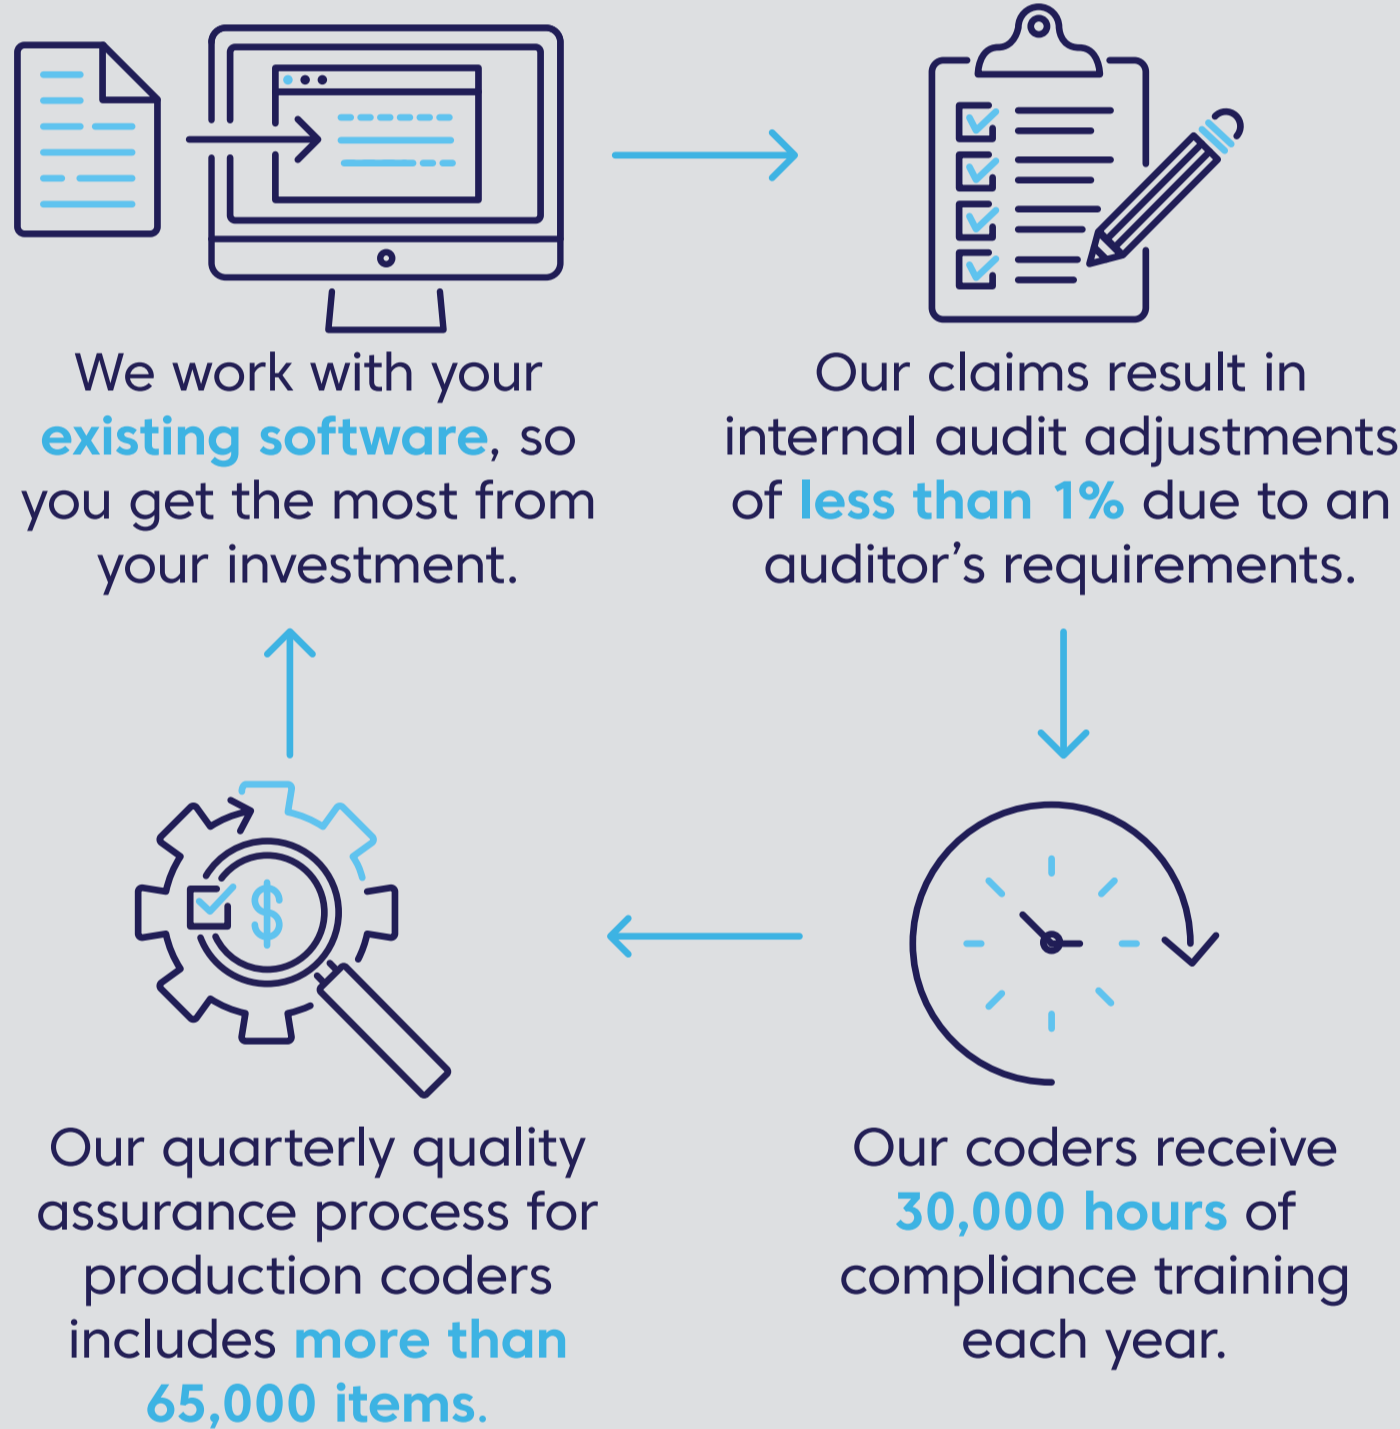 We work with your
existing software, so
you get the most from
your investment.
Our claims result in
internal audit adjustments
of less than 1% due to an
auditor’s requirements.
$
Our quarterly quality
assurance process for
production coders
includes more than
65,000 items.
Our coders receive
30,000 hours of
compliance training
each year.